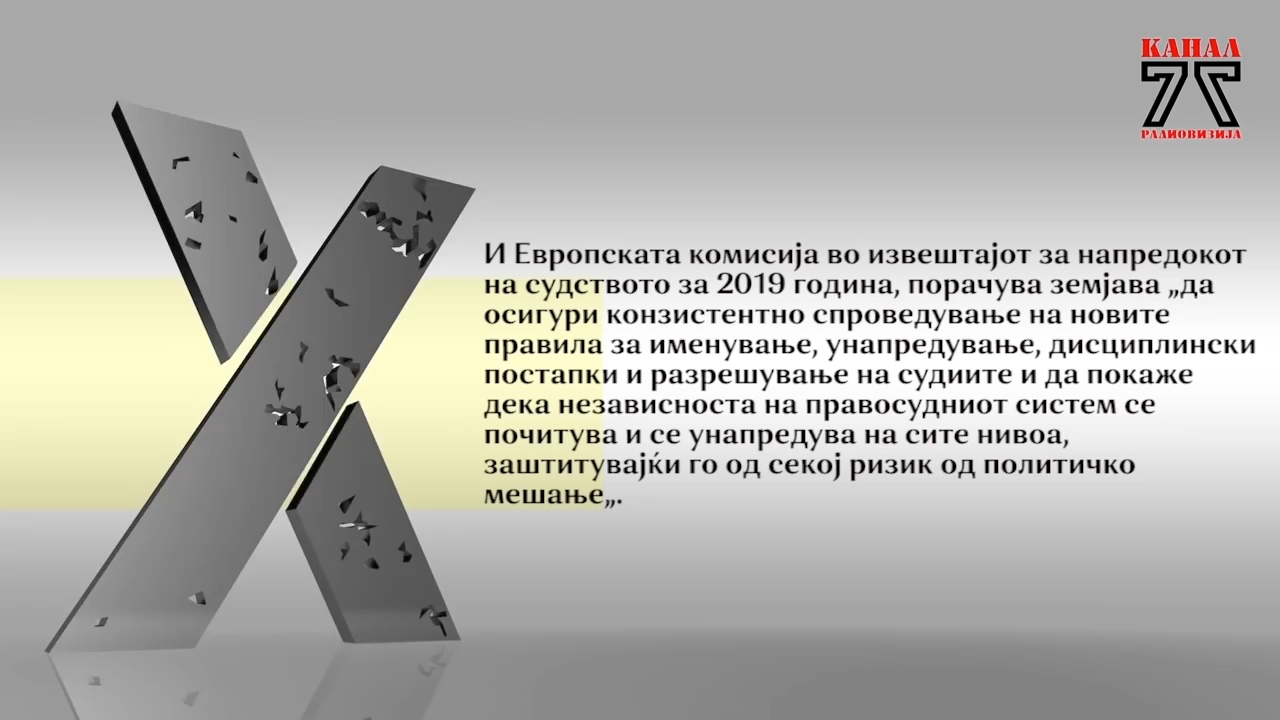 КАНАЛ
77
РАДИОВИЗИЈА
И Европската комисија во извештајот за напредокот
на судството за 2019 година, порачува земјава „да
осигури конзистентно спроведување на новите
правила за именување, унапредување, дисциплински
постапки и разрешување на судиите и да покаже
дека независноста на правосудниот систем се
почитува и се унапредува на сите нивоа,
заштитувајќи го од секој ризик од политичко
мешање„.